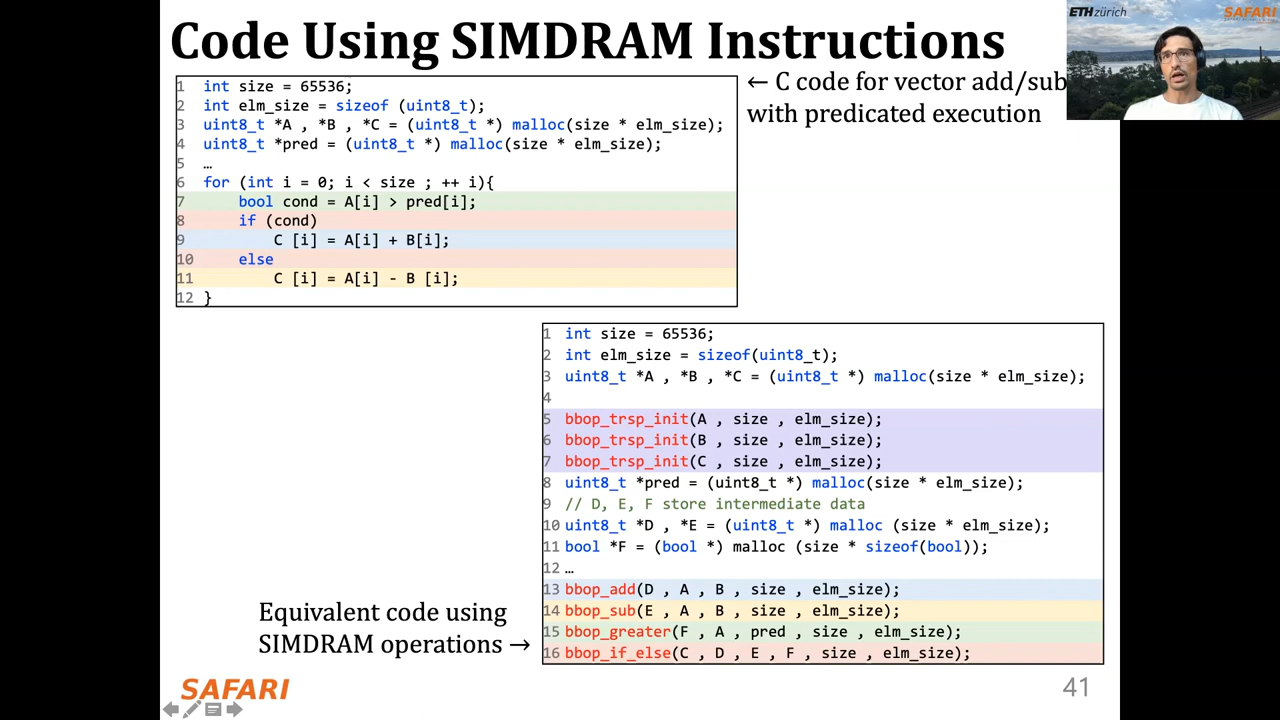 Code Using SIMDRAM Instructions
ETH zürich
SAFARI
1 int size = 65536;
2 int elm_size = sizeof (uint8_t);
3 uint8_t *A , *B , *C = (uint8_t *) malloc(size * elm_size);
4 uint8_t *pred = (uint8_t *) malloc(size * elm_size);
5 …
6 for (int i = 0; i < size ; ++ i){
7 bool cond = A[i] > pred[i];
8 if (cond)
9 C [i] = A[i] + B[i];
10 else
11 C [i] = A[i] - B [i];
12 }
← C code for vector add/sub
with predicated execution
1 int size = 65536;
2 int elm_size = sizeof(uint8_t);
3 uint8_t *A , *B , *C = (uint8_t *) malloc(size * elm_size);
4
5 bbop_trsp_init(A , size , elm_size);
6 bbop_trsp_init(B , size , elm_size);
7 bbop_trsp_init(C , size , elm_size);
8 uint8_t *pred = (uint8_t *) malloc(size * elm_size);
9 // D, E, F store intermediate data
10 uint8_t *D , *E = (uint8_t *) malloc (size * elm_size);
11 bool *F = (bool *) malloc (size * sizeof(bool));
12 …
13 bbop_add(D , A , B , size , elm_size);
14 bbop_sub(E , A , B , size , elm_size);
15 bbop_greater(F , A , pred , size , elm_size);
16 bbop_if_else(C , D , E , F , size , elm_size);
Equivalent code using
SIMDRAM operations →
SAFARI
41